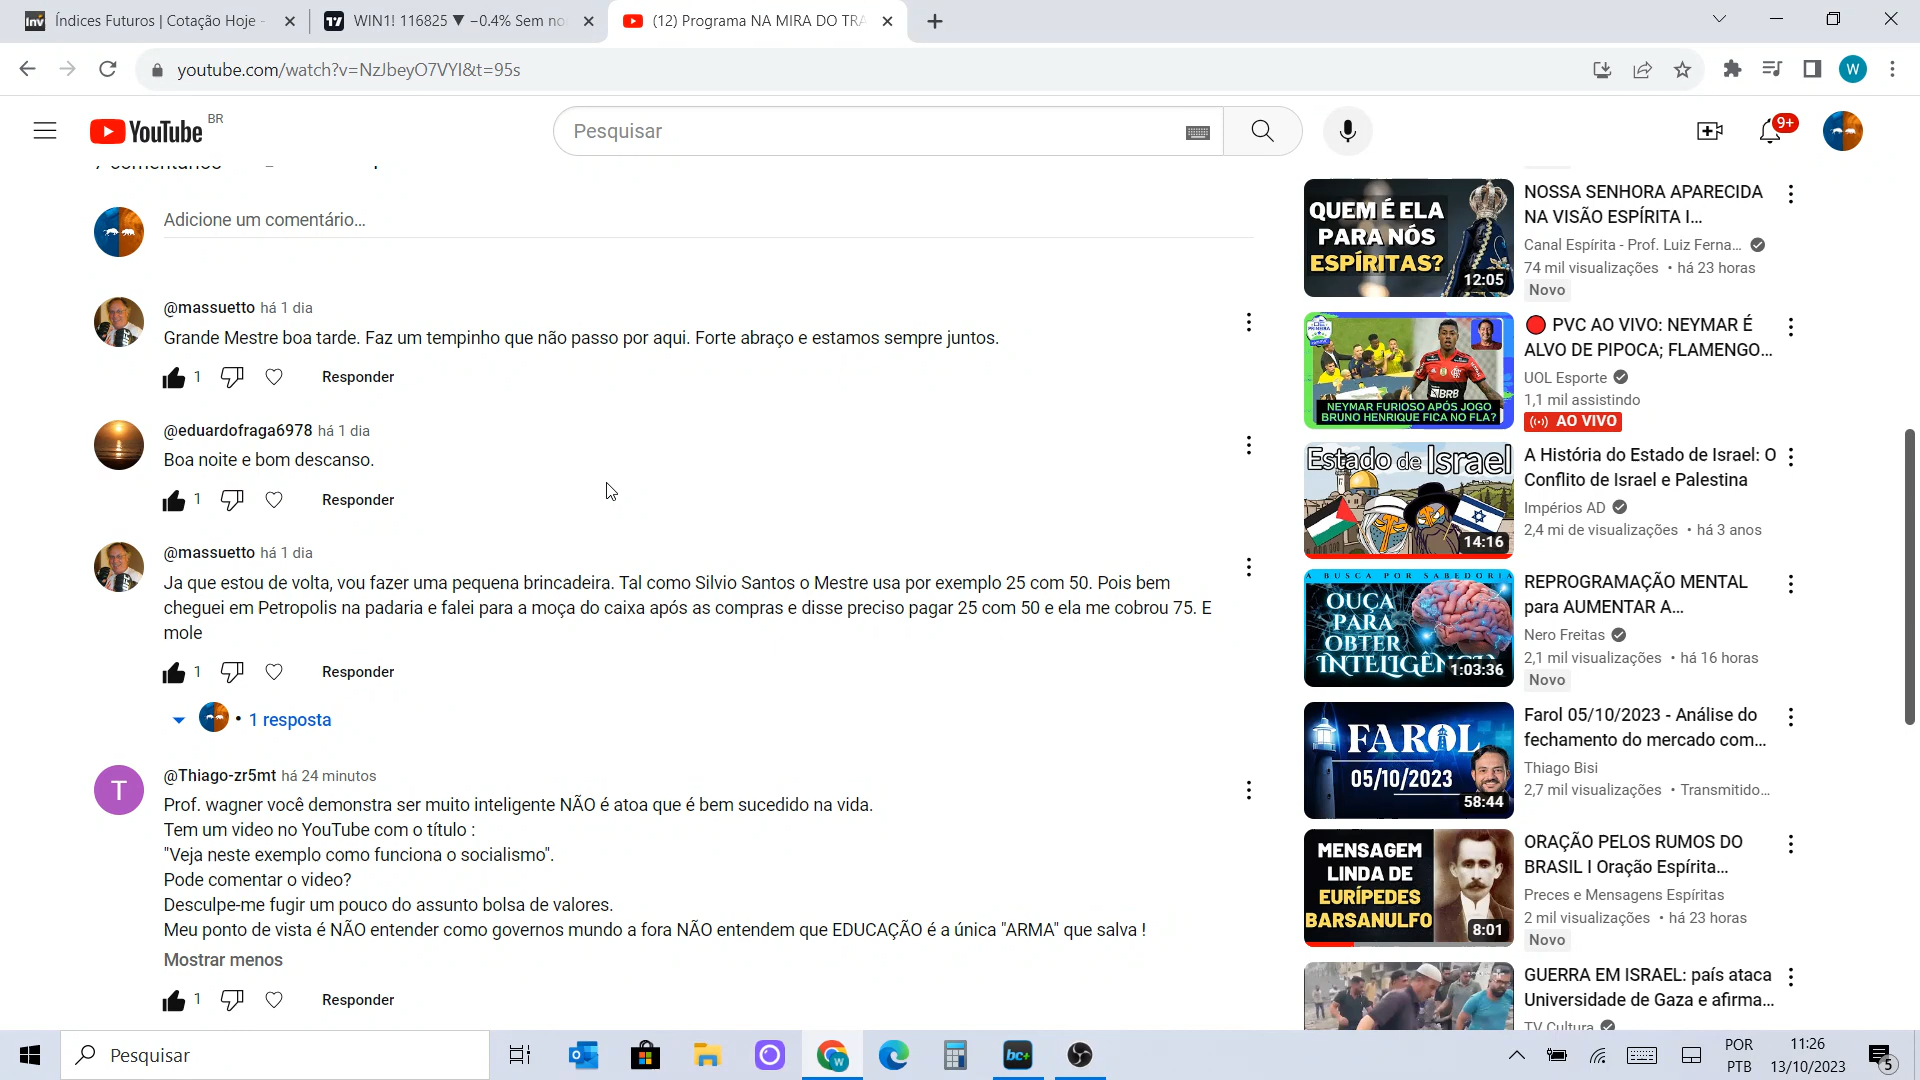 Índices Futuros | Cotação Hoje -
WIN1! 116825 ▼ −0.4% Sem no
(12) Programa NA MIRA DO TRA
youtube.com/watch?v=NzJbeyO7VYI&t=95s
W
YouTube BR
Pesquisar
9+
Adicione um comentário...
@massuetto há 1 dia
Grande Mestre boa tarde. Faz um tempinho que não passo por aqui. Forte abraço e estamos sempre juntos.
1 Responder
@eduardofraga6978 há 1 dia
Boa noite e bom descanso.
1 Responder
@massuetto há 1 dia
Ja que estou de volta, vou fazer uma pequena brincadeira. Tal como Silvio Santos o Mestre usa por exemplo 25 com 50. Pois bem
cheguei em Petropolis na padaria e falei para a moça do caixa após as compras e disse preciso pagar 25 com 50 e ela me cobrou 75. E
mole
1 Responder
• 1 resposta
T
@Thiago-zr5mt há 24 minutos
Prof. wagner você demonstra ser muito inteligente NÃO é atoa que é bem sucedido na vida.
Tem um video no YouTube com o título :
"Veja neste exemplo como funciona o socialismo".
Pode comentar o video?
Desculpe-me fugir um pouco do assunto bolsa de valores.
Meu ponto de vista é NÃO entender como governos mundo a fora NÃO entendem que EDUCAÇÃO é a única "ARMA" que salva !
Mostrar menos
1 Responder
QUEM É ELA
PARA NÓS
ESPÍRITAS?
12:05
NOSSA SENHORA APARECIDA
NA VISÃO ESPÍRITA I...
Canal Espírita - Prof. Luiz Ferna...
74 mil visualizações • há 23 horas
Novo
BRB
NEYMAR FURIOSO APÓS JOGO
BRUNO HENRIQUE FICA NO FLA?
PVC AO VIVO: NEYMAR É
ALVO DE PIPOCA; FLAMENGO...
UOL Esporte
1,1 mil assistindo
AO VIVO
Estado de Israel
14:16
A História do Estado de Israel: O
Conflito de Israel e Palestina
Impérios AD
2,4 mi de visualizações • há 3 anos
A BUSCA POR SABEDORIA
OUÇA
PARA
OBTER
INTELIGÊNCIA
1:03:36
REPROGRAMAÇÃO MENTAL
para AUMENTAR A...
Nero Freitas
2,1 mil visualizações • há 16 horas
Novo
FAROL
05/10/2023
58:44
Farol 05/10/2023 - Análise do
fechamento do mercado com...
Thiago Bisi
2,7 mil visualizações • Transmitido...
MENSAGEM
LINDA DE
EURÍPEDES
BARSANULFO
8:01
ORAÇÃO PELOS RUMOS DO
BRASIL I Oração Espírita...
Preces e Mensagens Espíritas
2 mil visualizações • há 23 horas
Novo
GUERRA EM ISRAEL: país ataca
Universidade de Gaza e afirma...
TV Cultura
Pesquisar
bc+
POR
PTB
11:26
13/10/2023
5